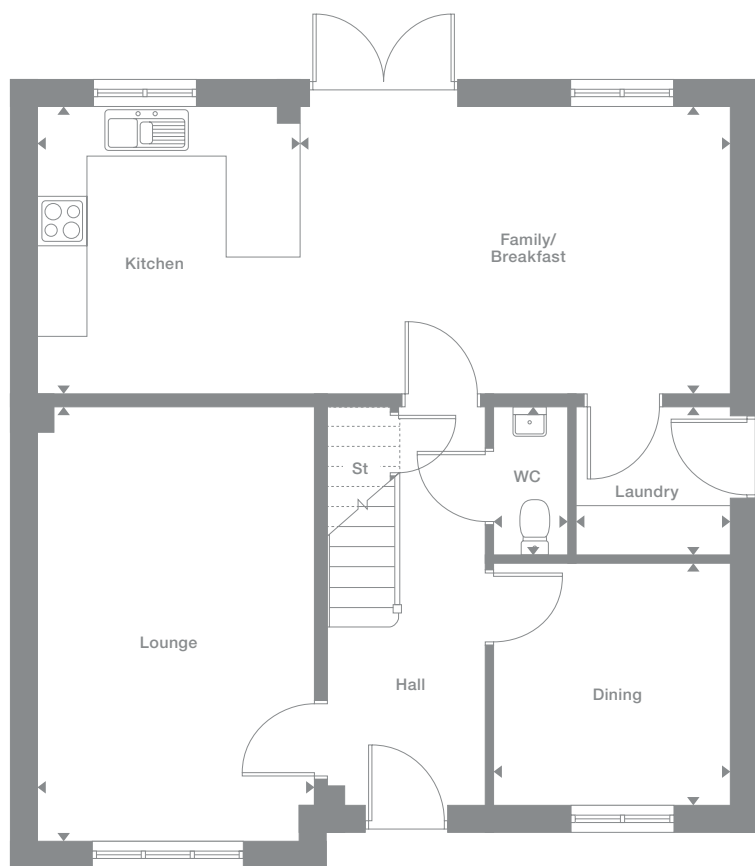 Kitchen
Family/
Breakfast
St
WC
Laundry
Lounge
Hall
Dining